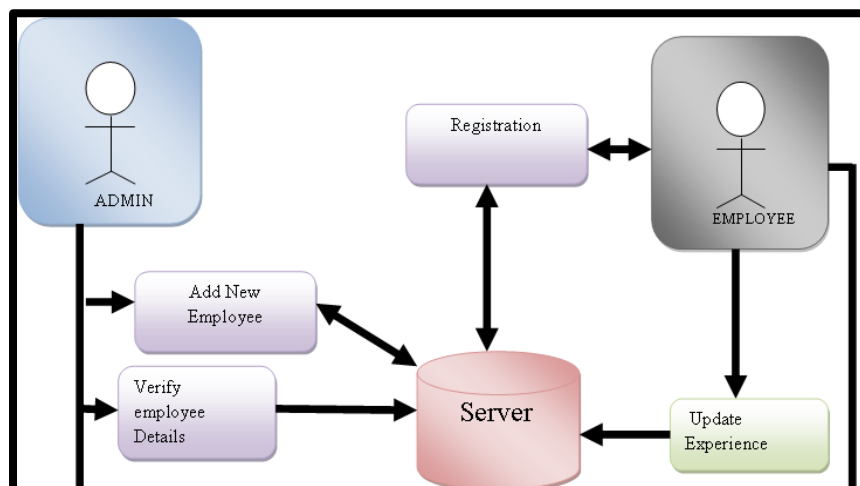 ADMIN
Registration
EMPLOYEE
Add New
Employee
Verify
employee
Details
Server
Update
Experience